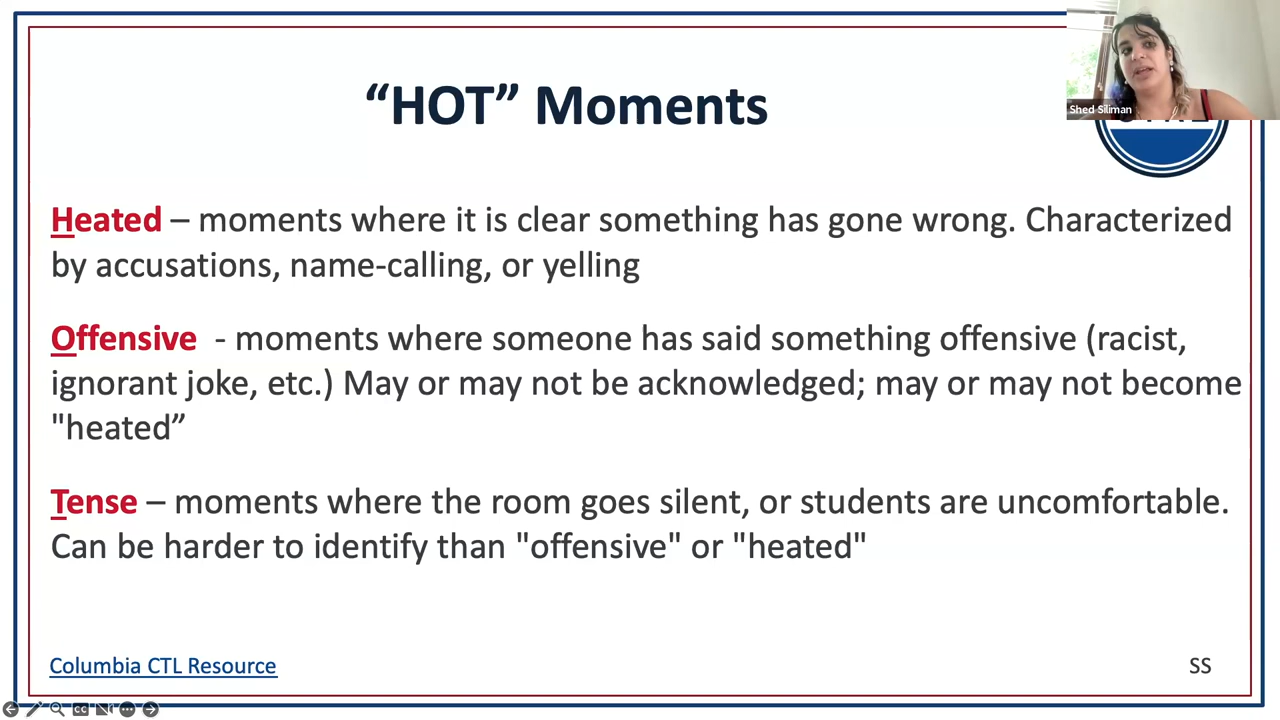 “HOT” Moments
Shed Siliman
Heated – moments where it is clear something has gone wrong. Characterized
by accusations, name-calling, or yelling
Offensive - moments where someone has said something offensive (racist,
ignorant joke, etc.) May or may not be acknowledged; may or may not become
"heated”
Tense – moments where the room goes silent, or students are uncomfortable.
Can be harder to identify than "offensive" or "heated"
Columbia CTL Resource
SS
CC